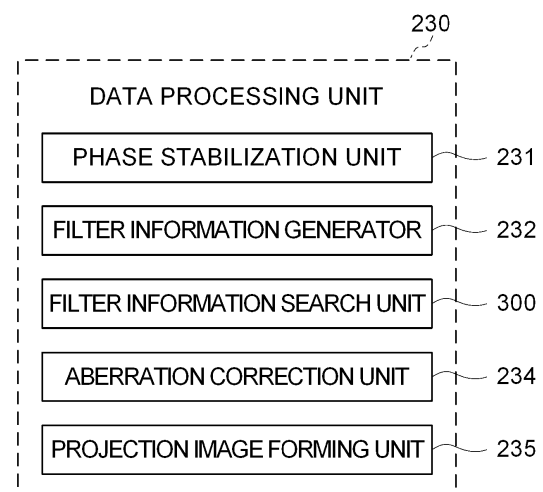 230
DATA PROCESSING UNIT
PHASE STABILIZATION UNIT 231
FILTER INFORMATION GENERATOR 232
FILTER INFORMATION SEARCH UNIT 300
ABERRATION CORRECTION UNIT 234
PROJECTION IMAGE FORMING UNIT 235